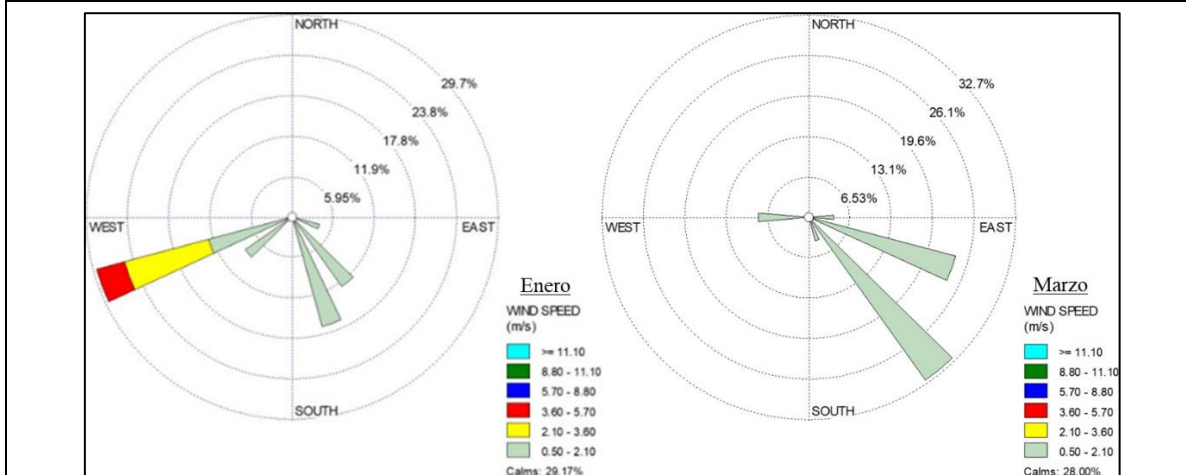 NORTH
29.7%
23.8%
17.8%
11.9%
5.95%
WEST
EAST
SOUTH
Enero
WIND SPEED
(m/s)
>= 11.10
8.80 - 11.10
5.70 - 8.80
3.60 - 5.70
2.10 - 3.60
0.50 - 2.10
Calms: 29.17%
NORTH
32.7%
26.1%
19.6%
13.1%
6.53%
WEST
EAST
SOUTH
Marzo
WIND SPEED
(m/s)
>= 11.10
8.80 - 11.10
5.70 - 8.80
3.60 - 5.70
2.10 - 3.60
0.50 - 2.10
Calms: 28.00%